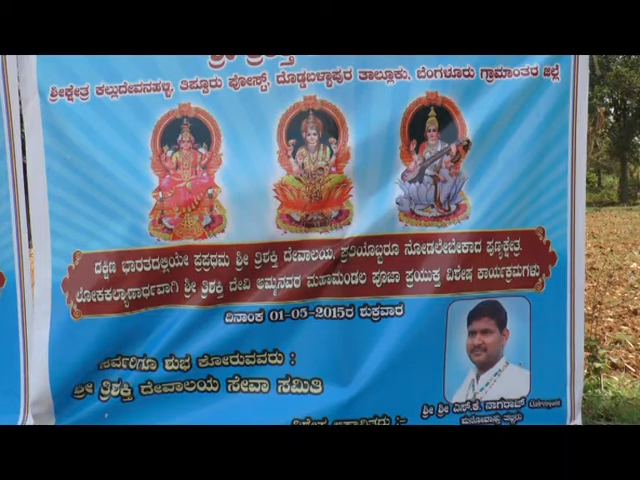 ಶ್ರೀಕ್ಷೇತ್ರ ಕಲ್ಲುದೇವನಹಳ್ಳಿ, ತಿಪ್ಪೂರು ಪೋಸ್ಟ್, ದೊಡ್ಡಬಳ್ಳಾಪುರ ತಾಲ್ಲೂಕು, ಬೆಂಗಳೂರು ಗ್ರಾಮಾಂತರ ಜಿಲ್ಲೆ
ದಕ್ಷಿಣ ಭಾರತದಲ್ಲಿಯೇ ಪ್ರಪ್ರಥಮ ಶ್ರೀ ತ್ರಿಶಕ್ತಿ ದೇವಾಲಯ, ಪ್ರತಿಯೊಬ್ಬರೂ ನೋಡಲೇಬೇಕಾದ ಪುಣ್ಯಕ್ಷೇತ್ರ
ಲೋಕಕಲ್ಯಾಣಾರ್ಥವಾಗಿ ಶ್ರೀ ತ್ರಿಶಕ್ತಿ ದೇವಿ ಅಮ್ಮನವರ ಮಹಾಮಂಡಲ ಪೂಜಾ ಪ್ರಯುಕ್ತ ವಿಶೇಷ ಕಾರ್ಯಕ್ರಮಗಳು
ದಿನಾಂಕ 01-05-2015ರ ಶುಕ್ರವಾರ
ಸರ್ವರಿಗೂ ಶುಭ ಕೋರುವವರು :
ಶ್ರೀ ತ್ರಿಶಕ್ತಿ ದೇವಾಲಯ ಸೇವಾ ಸಮಿತಿ
ಶ್ರೀ ಶ್ರೀ ಎಸ್.ಕೆ. ನಾಗರಾಜ್